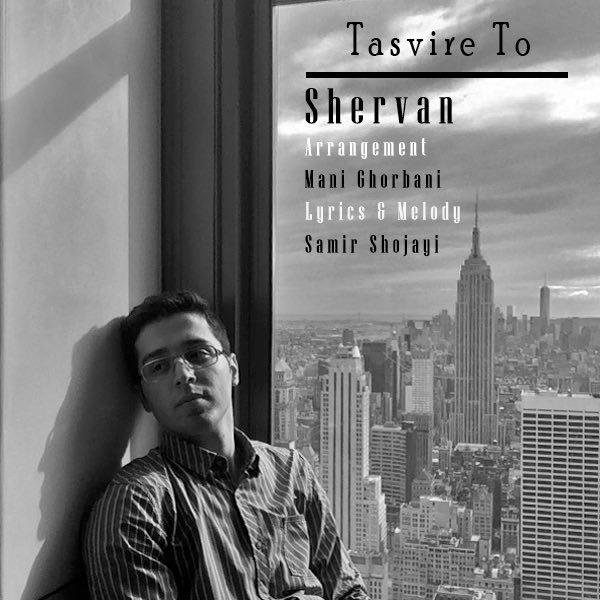 Tasvire To
Shervan
Arrangement
Mani Ghorbani
Lyrics & Melody
Samir Shojayi